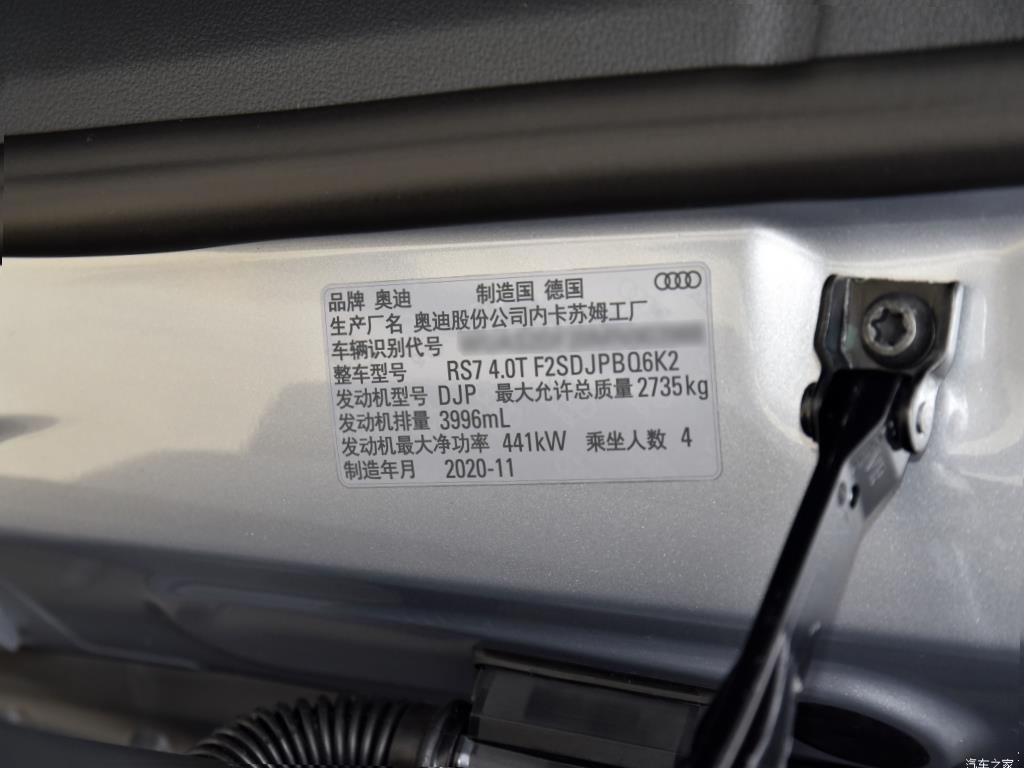 品牌 奥迪 制造国 德国
生产厂名 奥迪股份公司内卡苏姆工厂
车辆识别代号
整车型号 RS7 4.0T F2SDJPBQ6K2
发动机型号 DJP 最大允许总质量 2735kg
发动机排量 3996mL
发动机最大净功率 441kW 乘坐人数 4
制造年月 2020-11
汽车之家